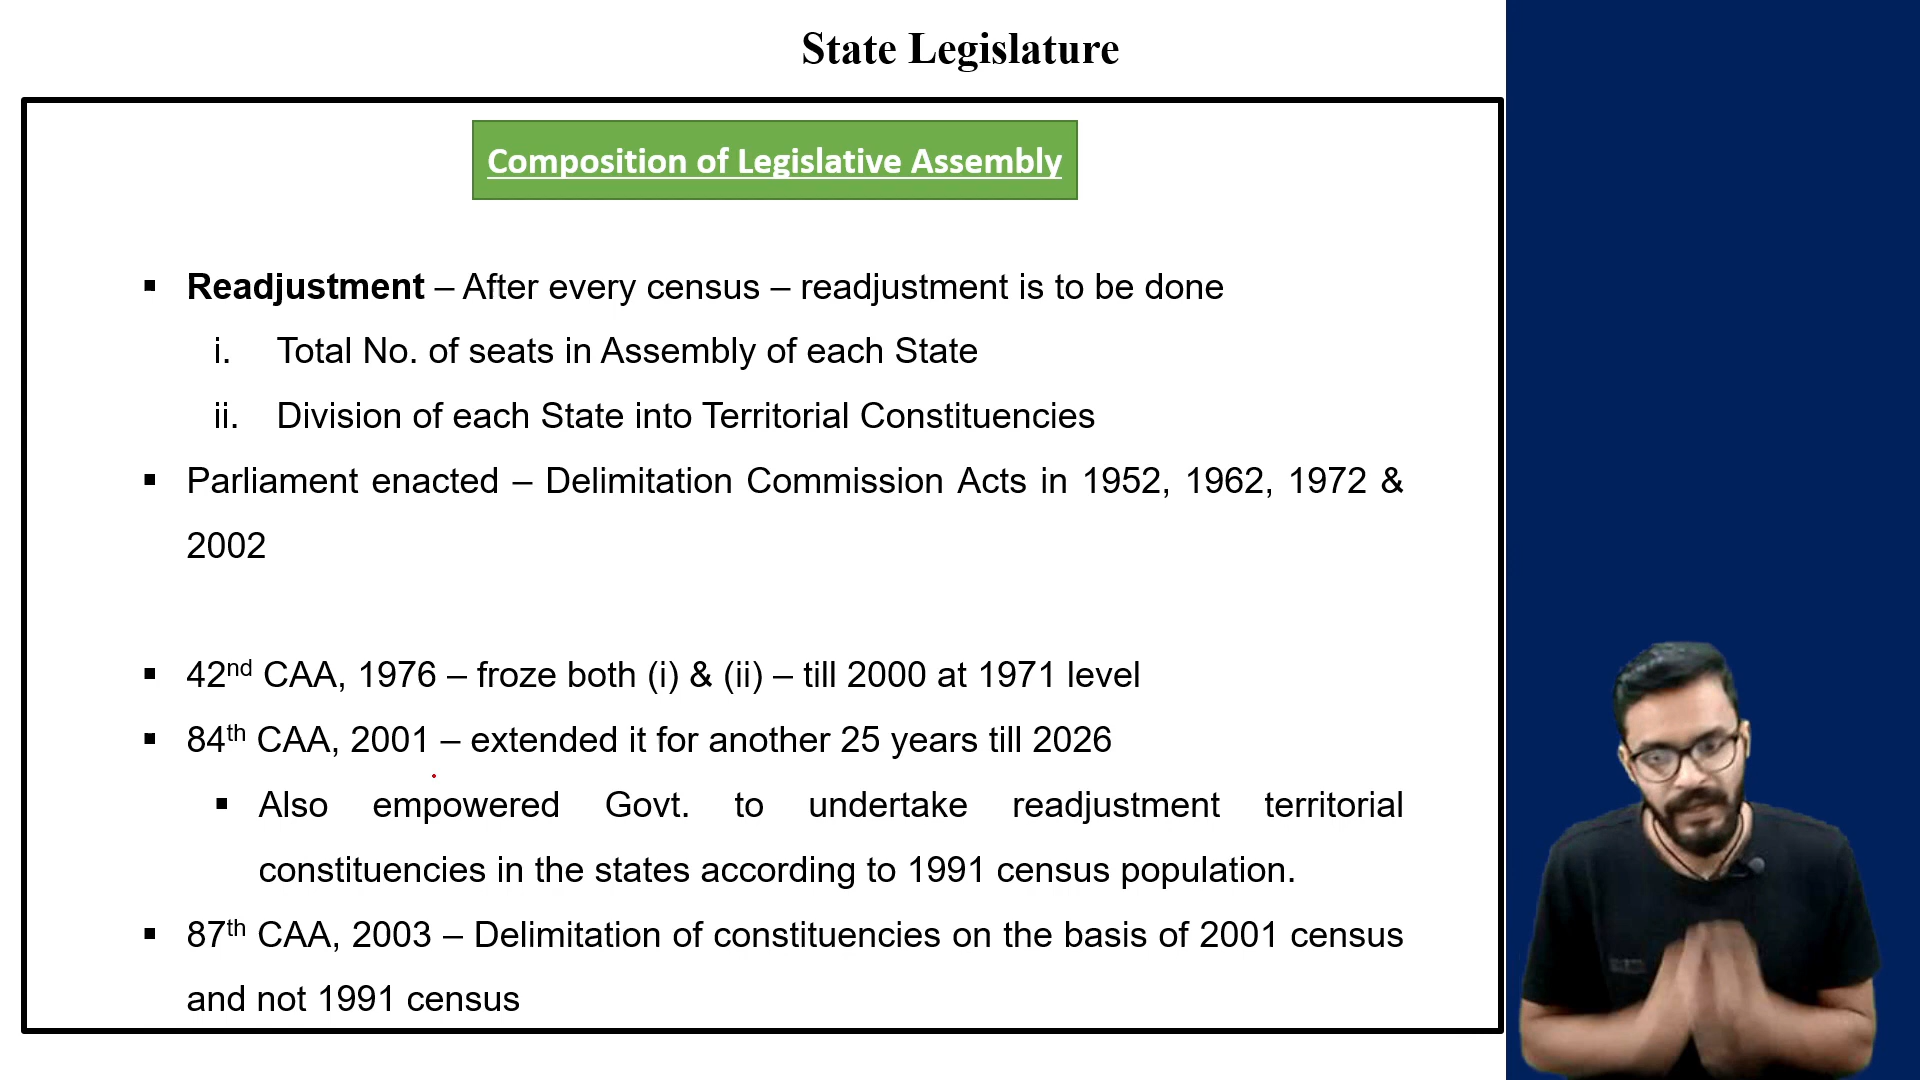 State Legislature
Composition of Legislative Assembly
▪ Readjustment – After every census – readjustment is to be done
i. Total No. of seats in Assembly of each State
ii. Division of each State into Territorial Constituencies
▪ Parliament enacted – Delimitation Commission Acts in 1952, 1962, 1972 &
2002
▪ 42nd CAA, 1976 – froze both (i) & (ii) – till 2000 at 1971 level
▪ 84th CAA, 2001 – extended it for another 25 years till 2026
▪ Also empowered Govt. to undertake readjustment territorial
constituencies in the states according to 1991 census population.
▪ 87th CAA, 2003 – Delimitation of constituencies on the basis of 2001 census
and not 1991 census